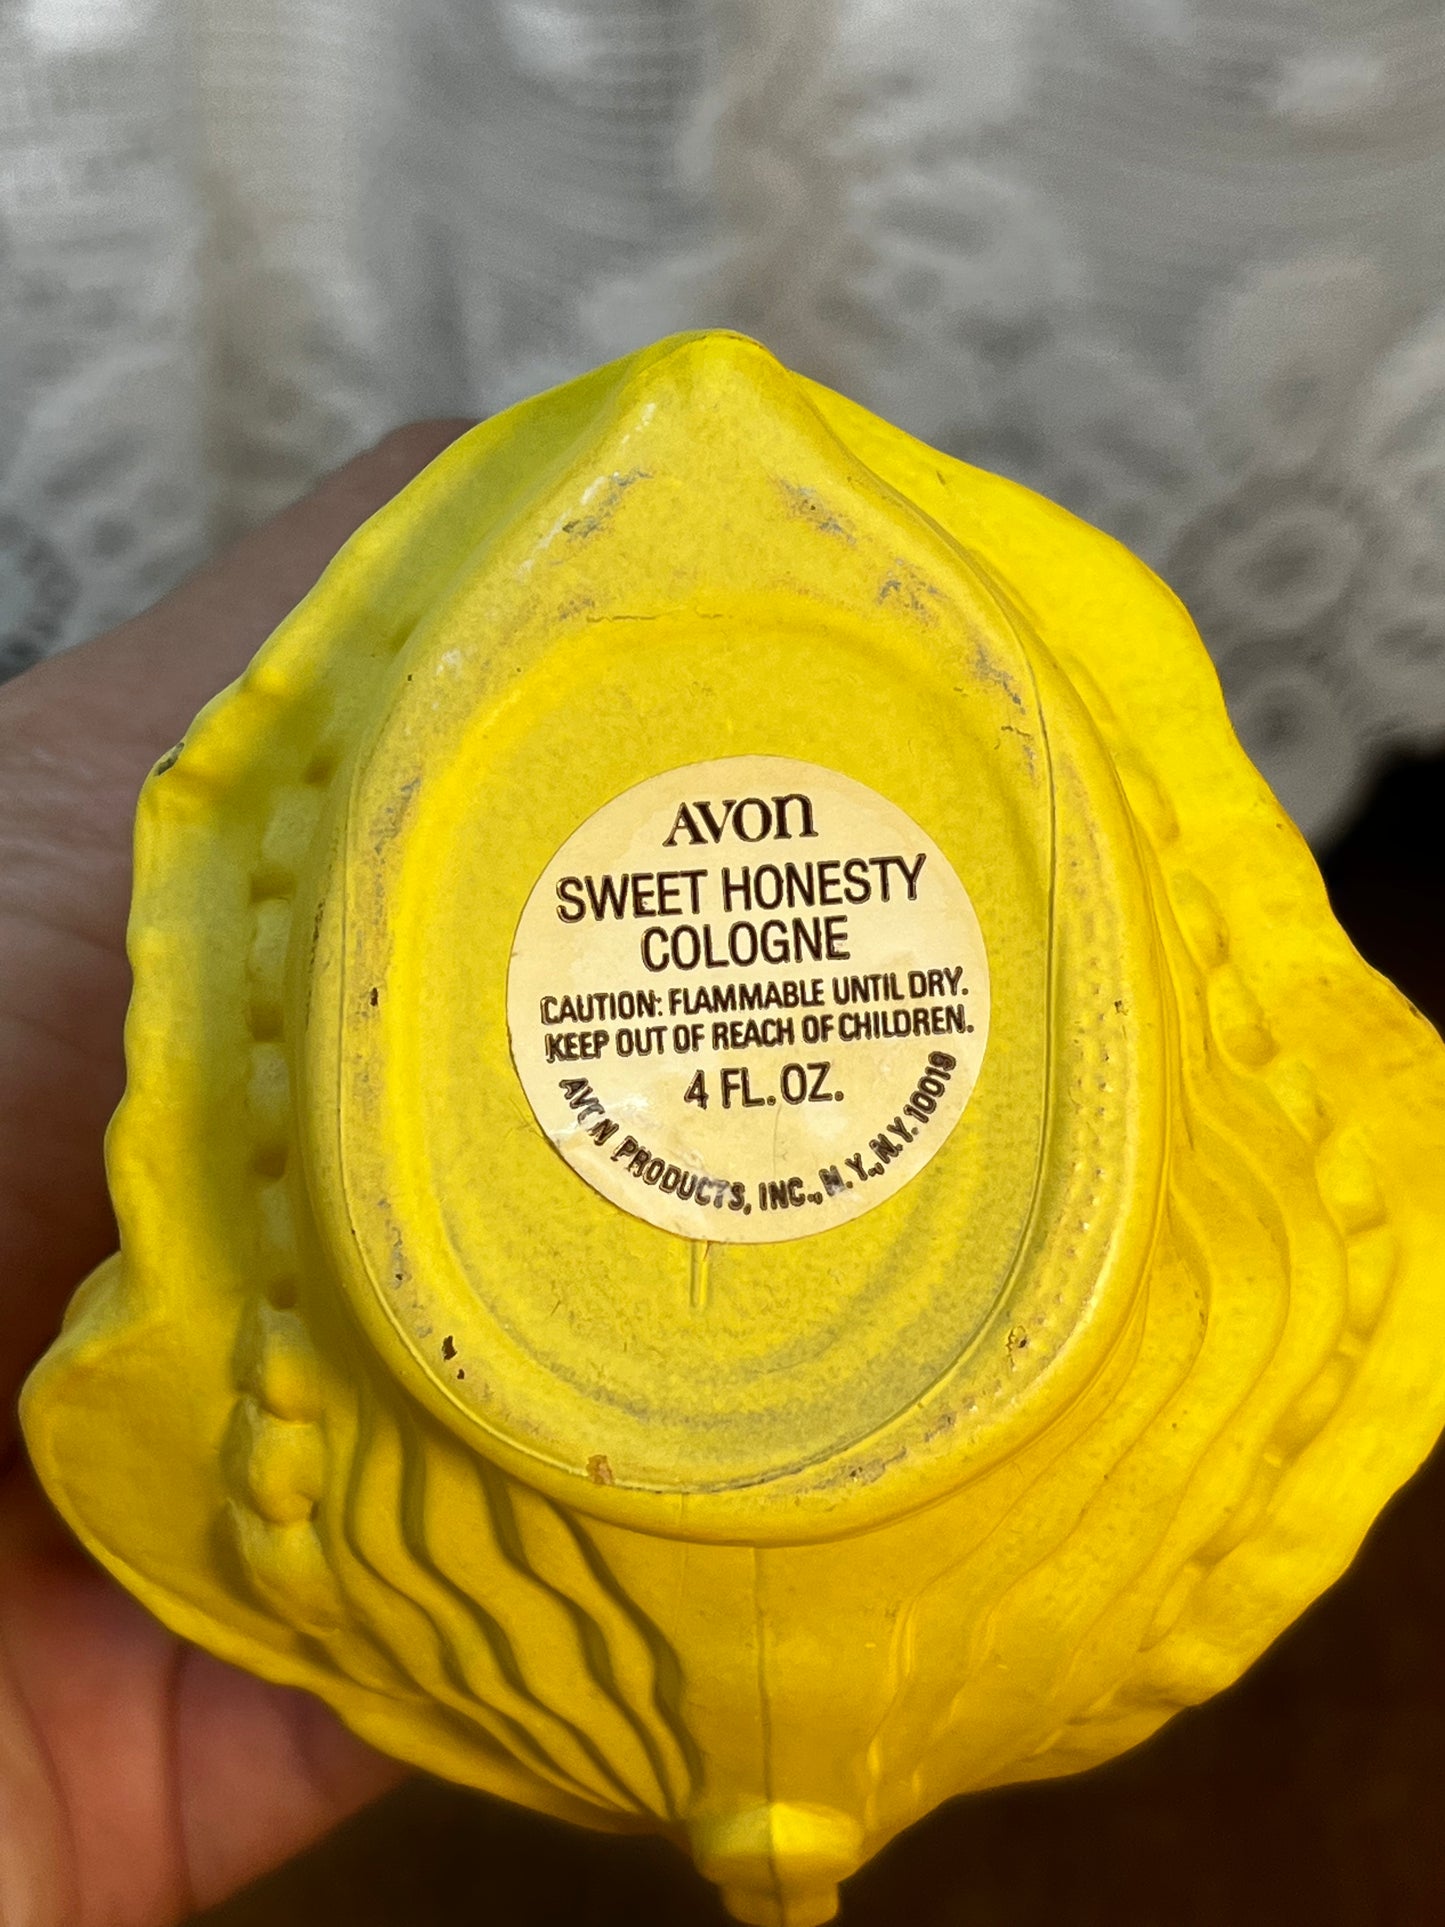 AVON
SWEET HONESTY
COLOGNE
CAUTION: FLAMMABLE UNTIL DRY.
KEEP OUT OF REACH OF CHILDREN.
4 FL. OZ.
AVON PRODUCTS, INC., N. Y., N.Y. 10019